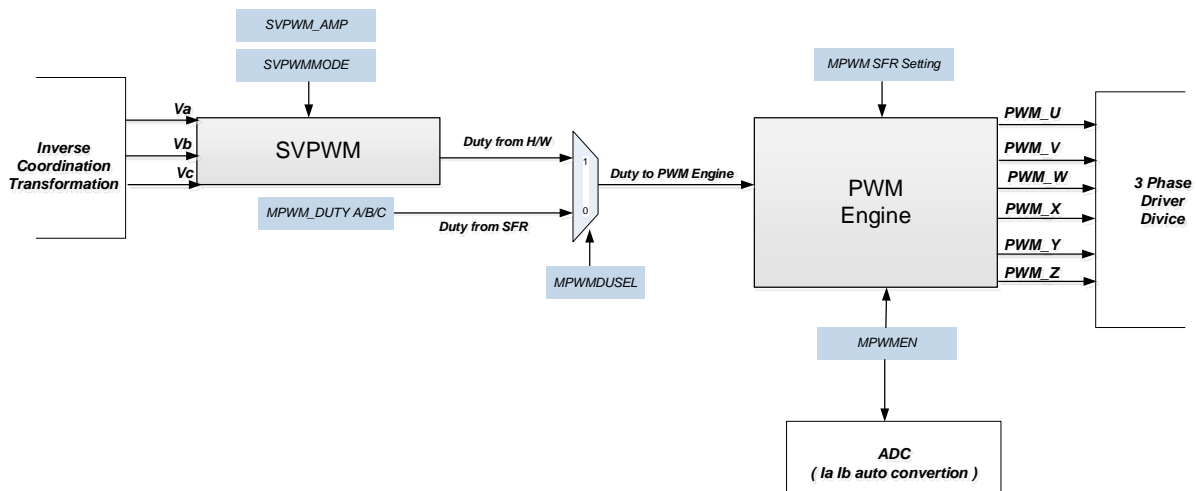 SVPWM_AMP
SVPWMMODE
MPWM SFR Setting
Inverse
Coordination
Transformation
Va
Vb
Vc
SVPWM
Duty from H/W
MPWM_DUTY A/B/C
Duty from SFR
1
0
MPWMDUSEL
Duty to PWM Engine
PWM
Engine
PWM_U
PWM_V
PWM_W
PWM_X
PWM_Y
PWM_Z
3 Phase
Driver
Divice
MPWMEN
ADC
( Ia Ib auto convertion )